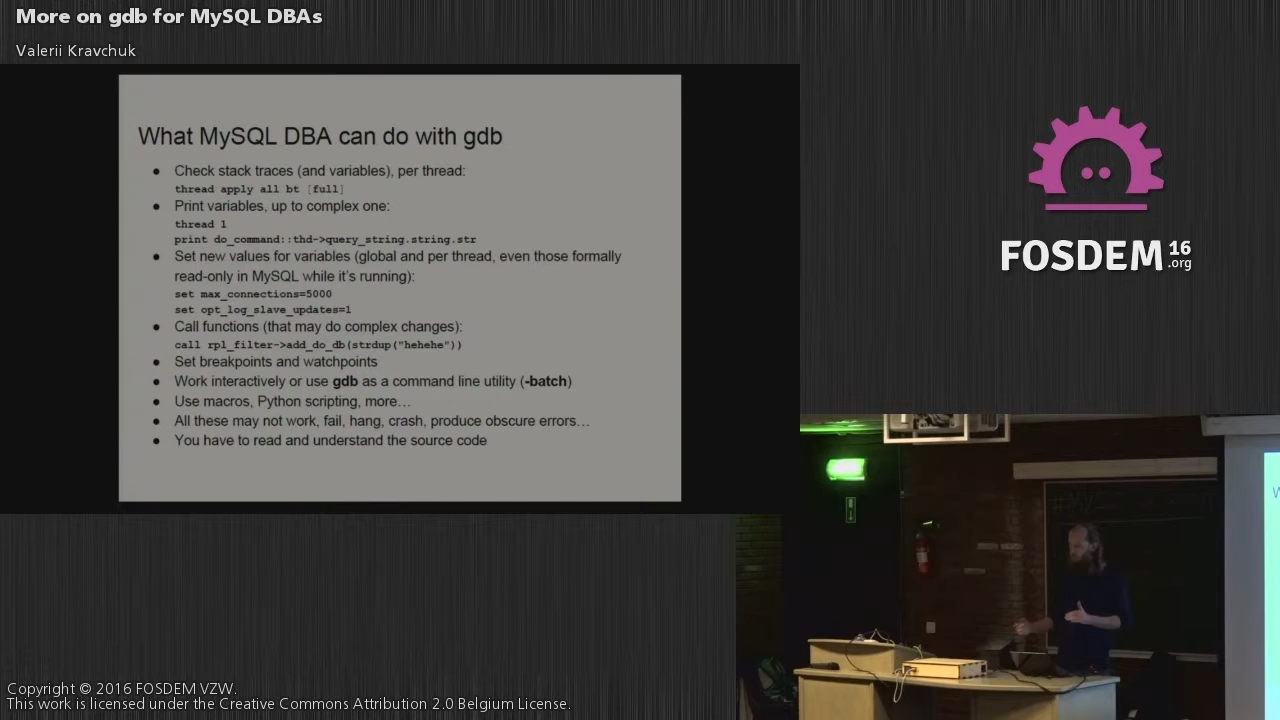 More on gdb for MySQL DBAs
Valerii Kravchuk
What MySQL DBA can do with gdb
● Check stack traces (and variables), per thread:
thread apply all bt [full]
● Print variables, up to complex one:
thread 1
print do_command::thd->query_string.string.str
● Set new values for variables (global and per thread, even those formally
read-only in MySQL while it's running):
set max_connections=5000
set opt_log_slave_updates=1
● Call functions (that may do complex changes):
call rpl_filter->add_do_db(strdup("hehehe"))
● Set breakpoints and watchpoints
● Work interactively or use gdb as a command line utility (-batch)
● Use macros, Python scripting, more…
● All these may not work, fail, hang, crash, produce obscure errors…
● You have to read and understand the source code
FOSDEM 16
.org
Copyright © 2016 FOSDEM VZW.
This work is licensed under the Creative Commons Attribution 2.0 Belgium License.